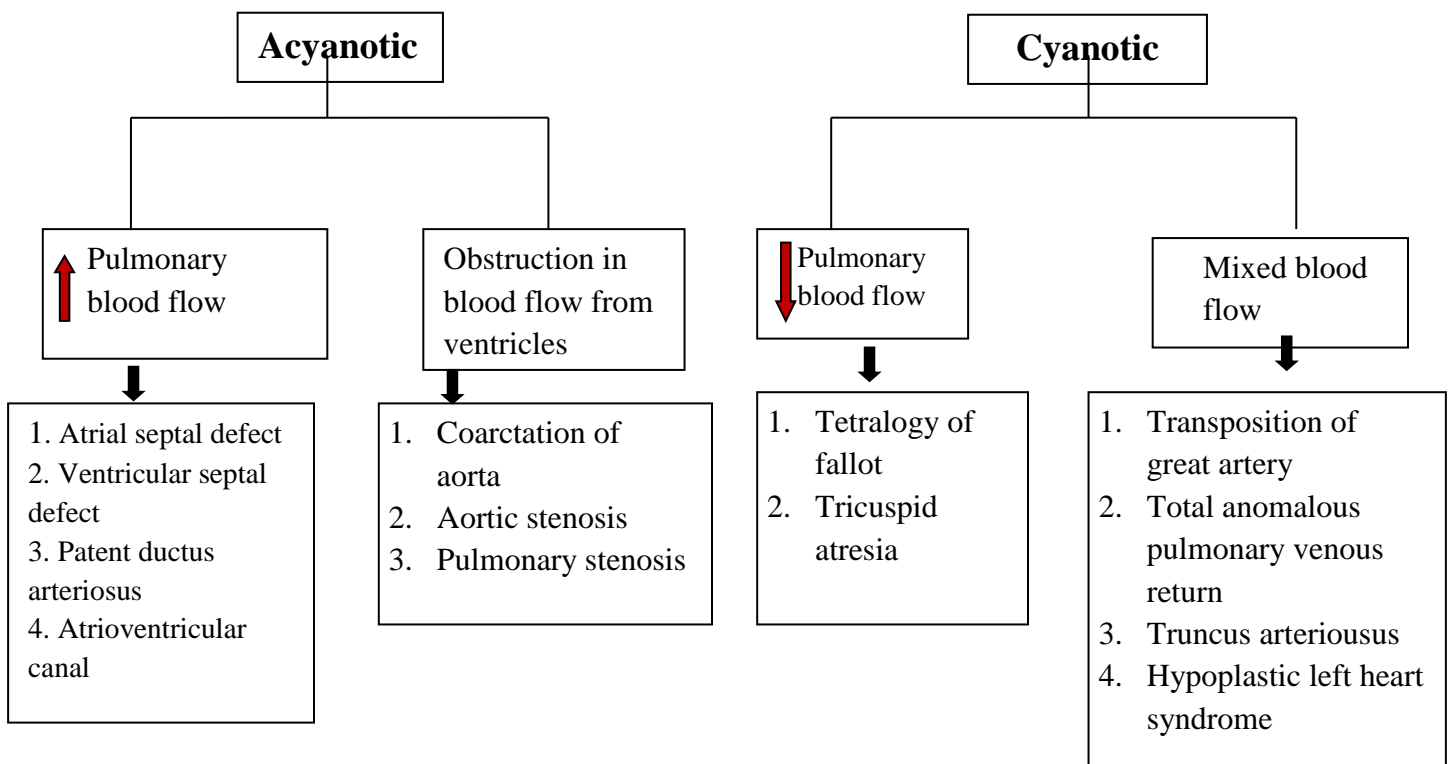 Acyanotic
Cyanotic
Pulmonary
blood flow
Obstruction in
blood flow from
ventricles
Pulmonary
blood flow
Mixed blood
flow
1. Atrial septal defect
2. Ventricular septal
defect
3. Patent ductus
arteriosus
4. Atrioventricular
canal
1. Coarctation of
aorta
2. Aortic stenosis
3. Pulmonary stenosis
1. Tetralogy of
fallot
2. Tricuspid
atresia
1. Transposition of
great artery
2. Total anomalous
pulmonary venous
return
3. Truncus arteriousus
4. Hypoplastic left heart
syndrome